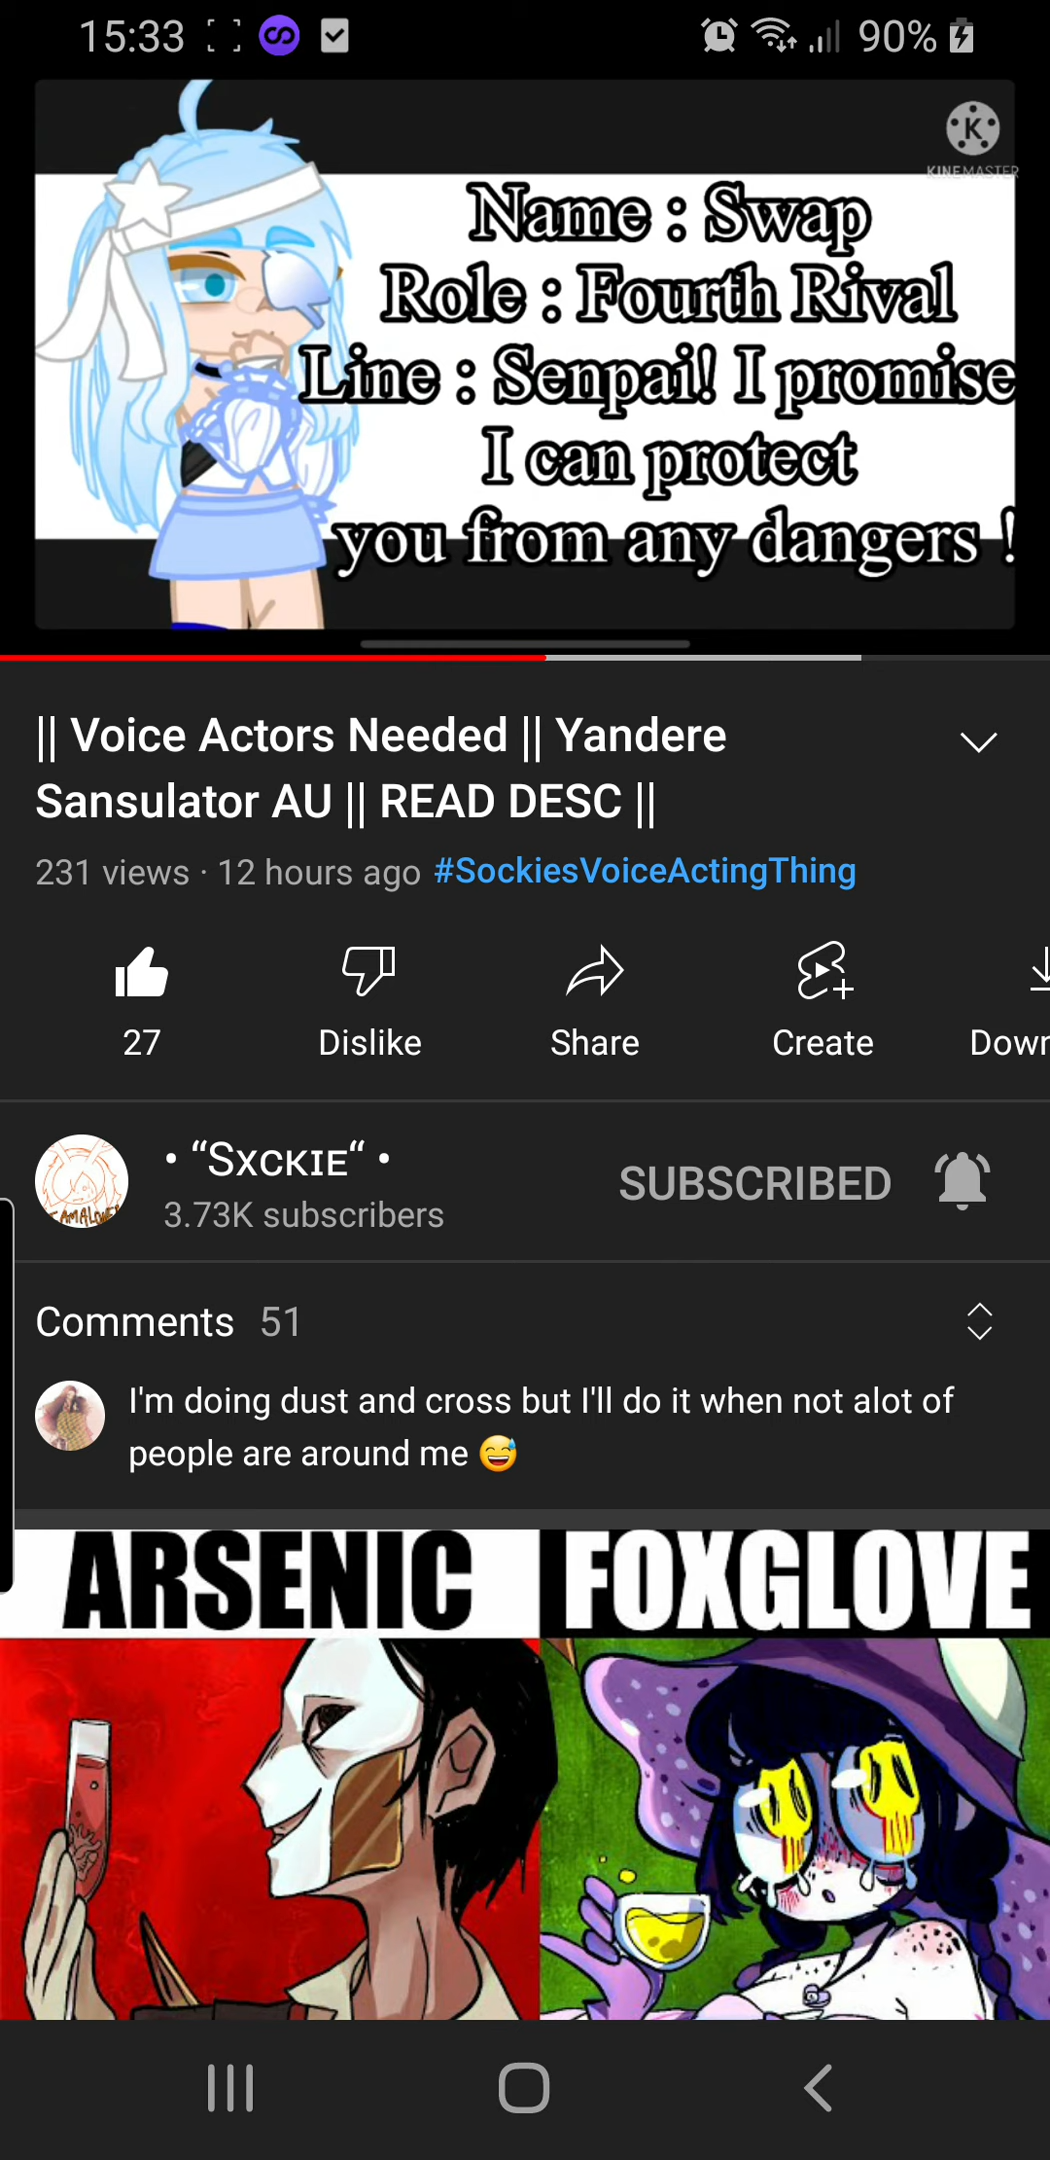 15:33
90%
K
KINEMASTER
Name : Swap
Role : Fourth Rival
Line : Senpai! I promise
I can protect
you from any dangers !
|| Voice Actors Needed || Yandere
Sansulator AU || READ DESC ||
231 views · 12 hours ago #SockiesVoiceActingThing
27
Dislike
Share
Create
Down
• “Sxᴄᴋɪᴇ“ •
3.73K subscribers
SUBSCRIBED
Comments 51
I'm doing dust and cross but I'll do it when not alot of
people are around me 😅
ARSENIC
FOXGLOVE